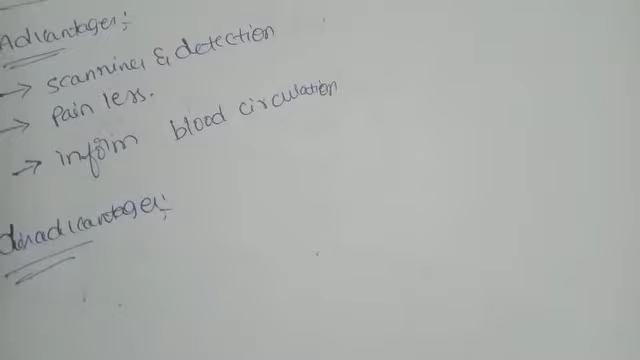 Advantages:-
→ scanning & detection
→ Pain less.
→ inform blood circulation
disadvantages:-